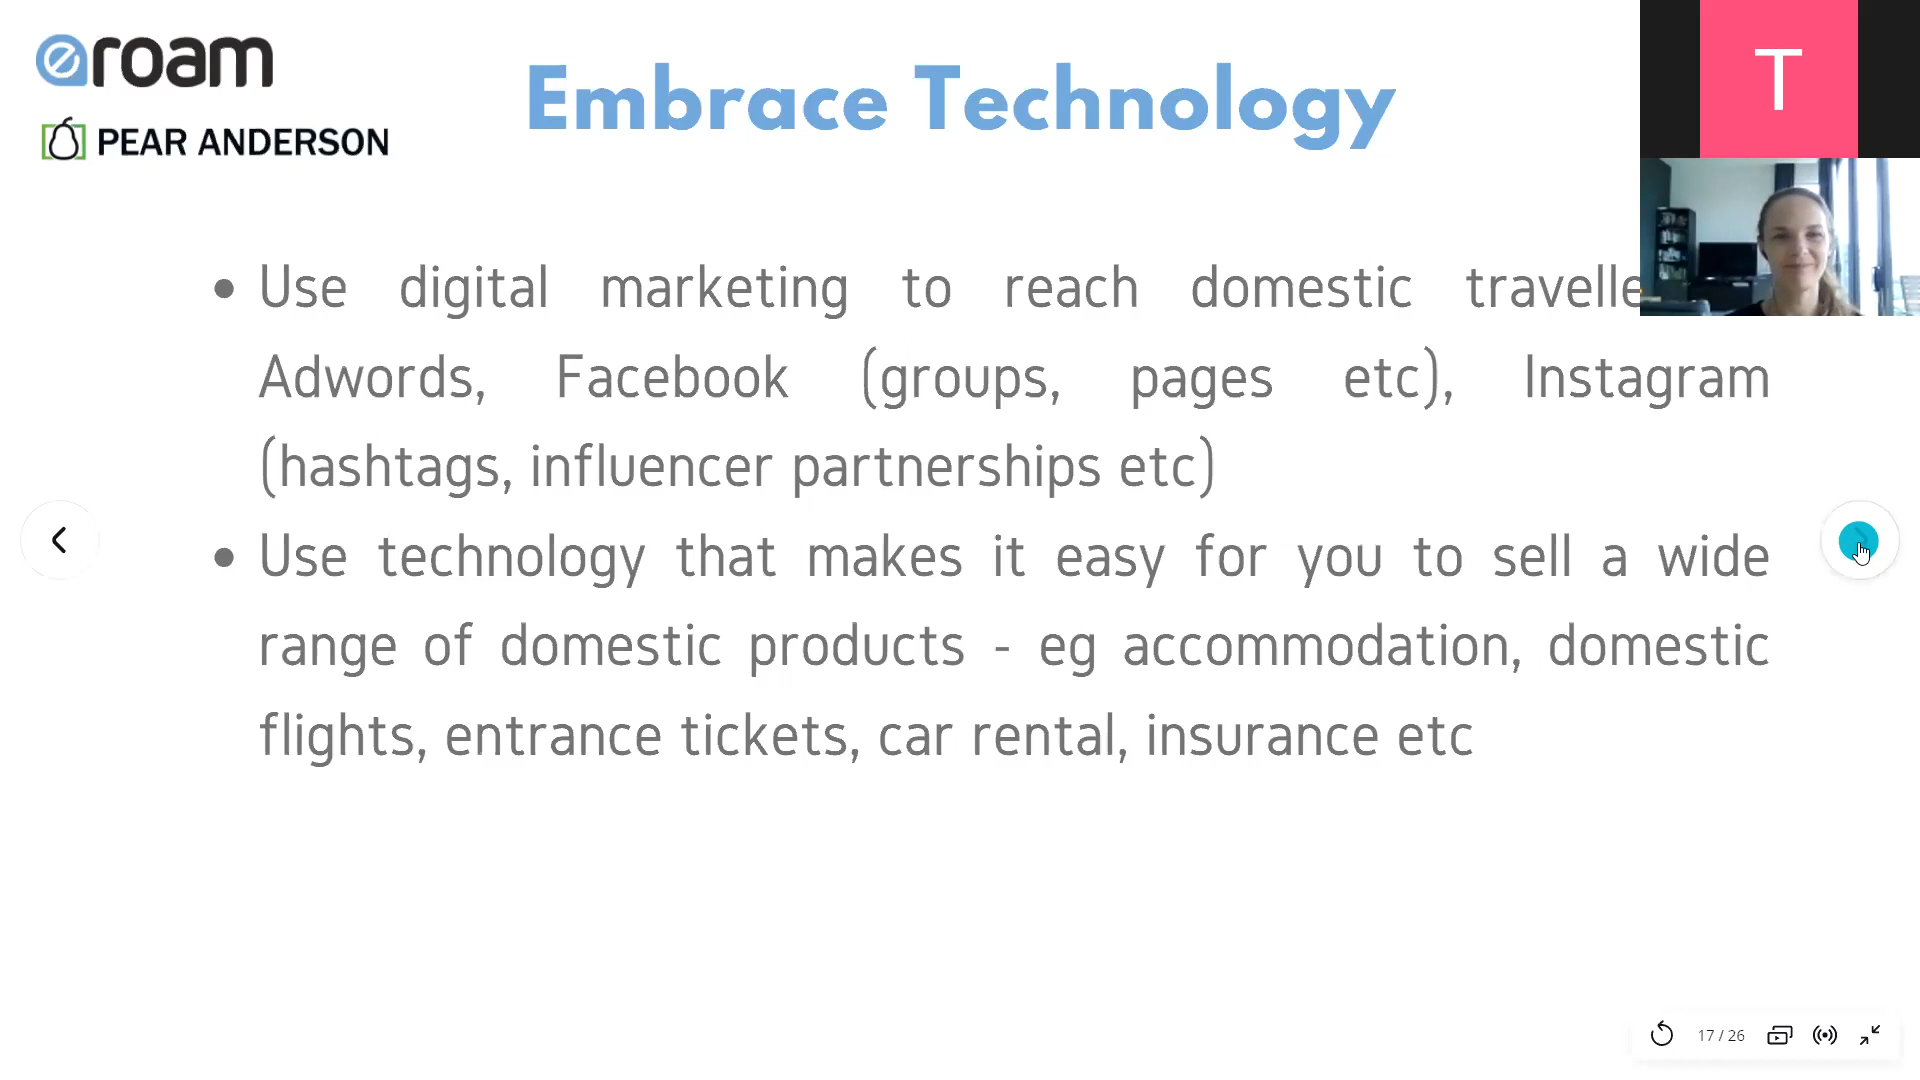 eroam
PEAR ANDERSON
Embrace Technology
T
• Use digital marketing to reach domestic
Adwords, Facebook (groups, pages etc), Instagram
(hashtags, influencer partnerships etc)
• Use technology that makes it easy for you to sell a wide
range of domestic products - eg accommodation, domestic
flights, entrance tickets, car rental, insurance etc
17 / 26